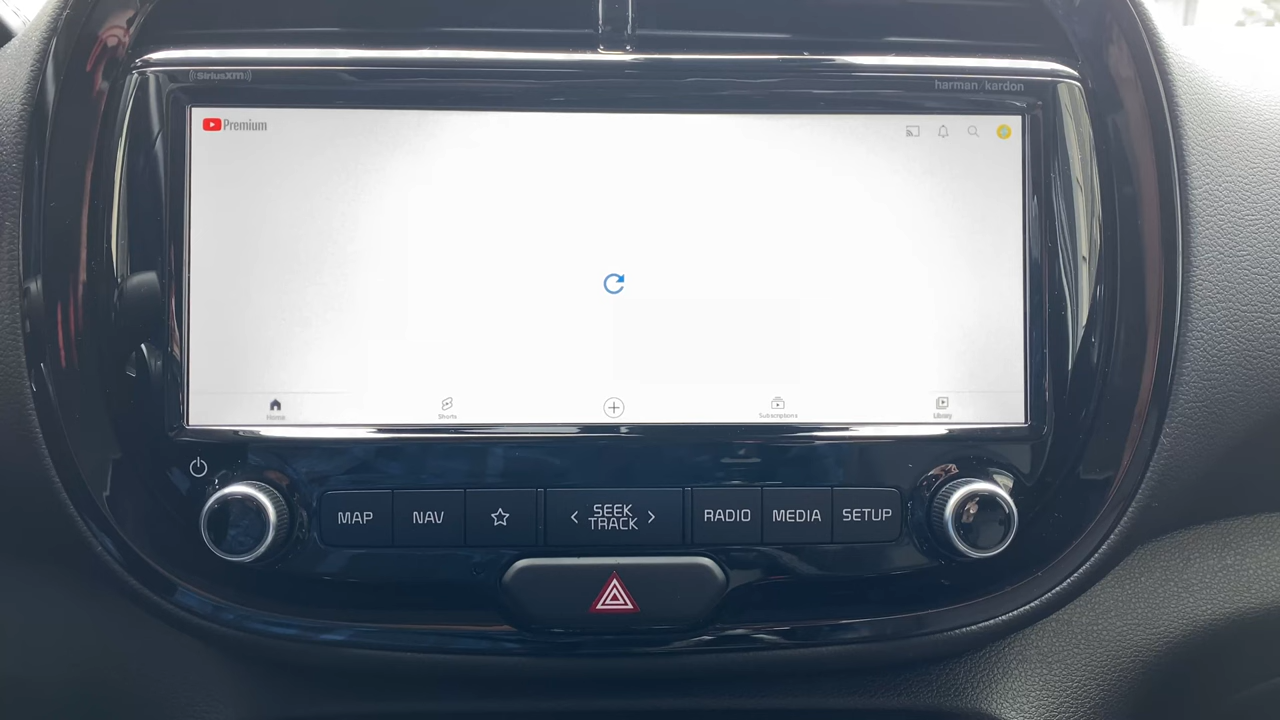 SiriusXM
harman/kardon
Premium
Home
Shorts
Subscriptions
Library
MAP
NAV
SEEK
TRACK
RADIO
MEDIA
SETUP